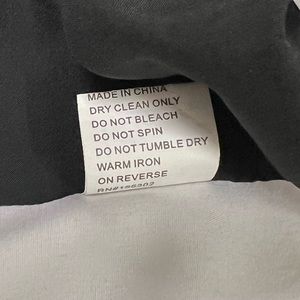 MADE IN CHINA
DRY CLEAN ONLY
DO NOT BLEACH
DO NOT SPIN
DO NOT TUMBLE DRY
WARM IRON
ON REVERSE